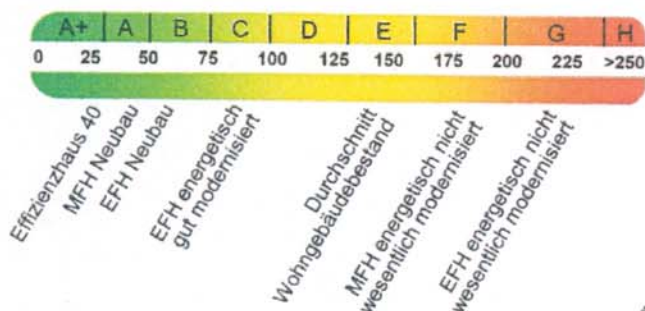 A+ A B C D E F G H
0 25 50 75 100 125 150 175 200 225 >250
Effizienzhaus 40
MFH Neubau
EFH Neubau
EFH energetisch
gut modernisiert
Durchschnitt
Wohngebäudebestand
MFH energetisch nicht
wesentlich modernisiert
EFH energetisch nicht
wesentlich modernisiert